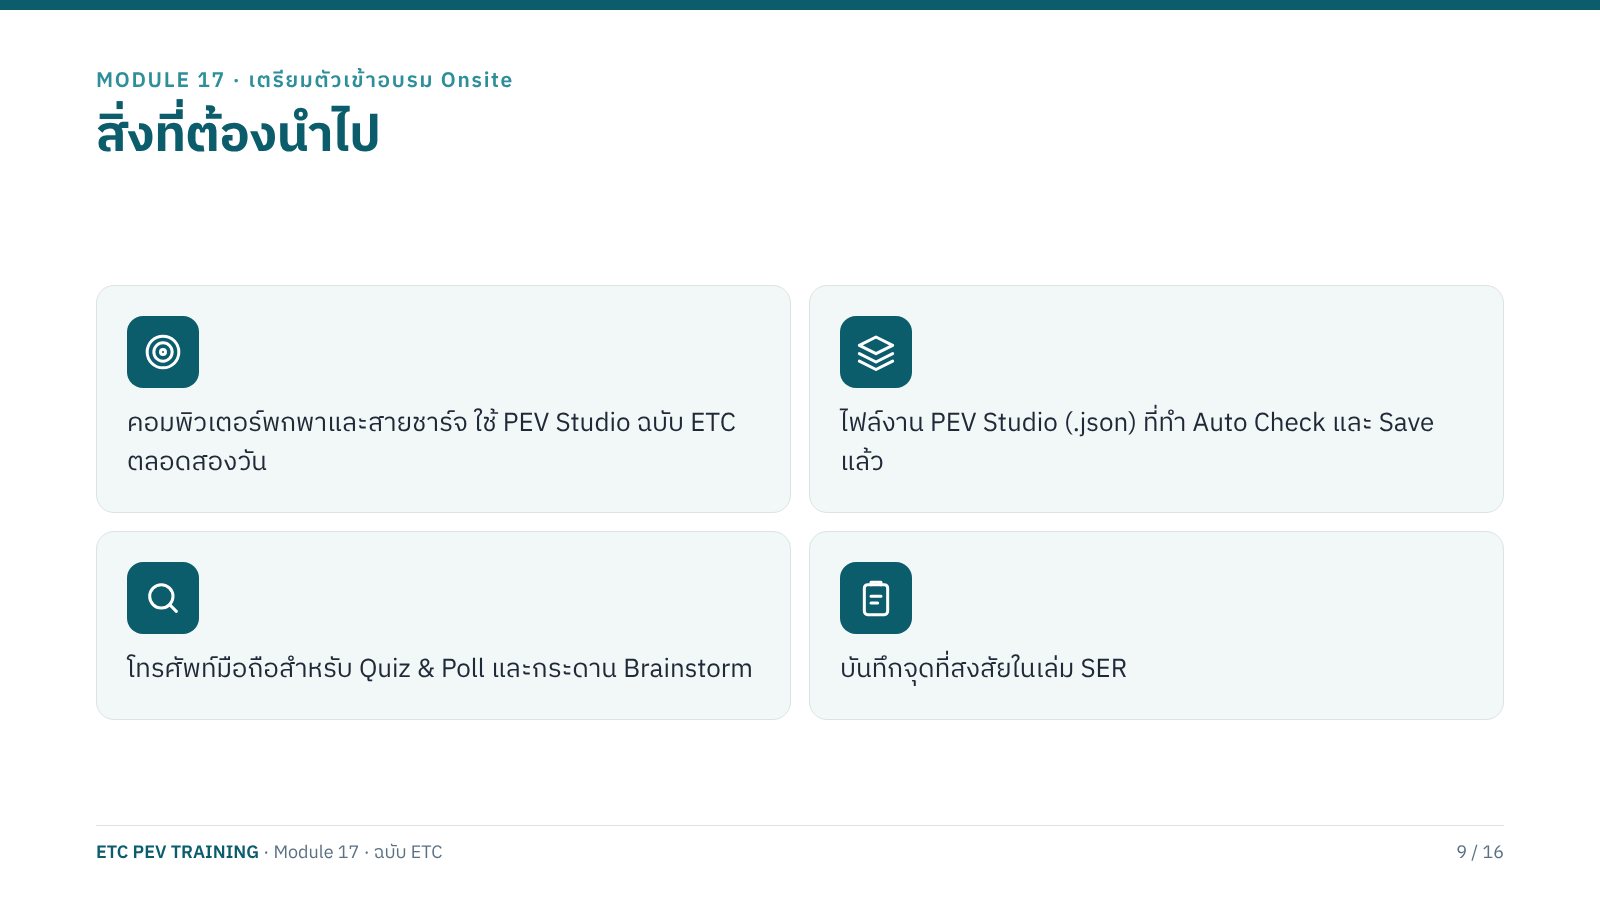 MODULE 17 · เตรียมตัวเข้าอบรม Onsite
สิ่งที่ต้องนำไป
คอมพิวเตอร์พกพาและสายชาร์จ ใช้ PEV Studio ฉบับ ETC
ตลอดสองวัน
ไฟล์งาน PEV Studio (.json) ที่ทำ Auto Check และ Save
แล้ว
โทรศัพท์มือถือสำหรับ Quiz & Poll และกระดาน Brainstorm
บันทึกจุดที่สงสัยในเล่ม SER
ETC PEV TRAINING · Module 17 · ฉบับ ETC
9 / 16